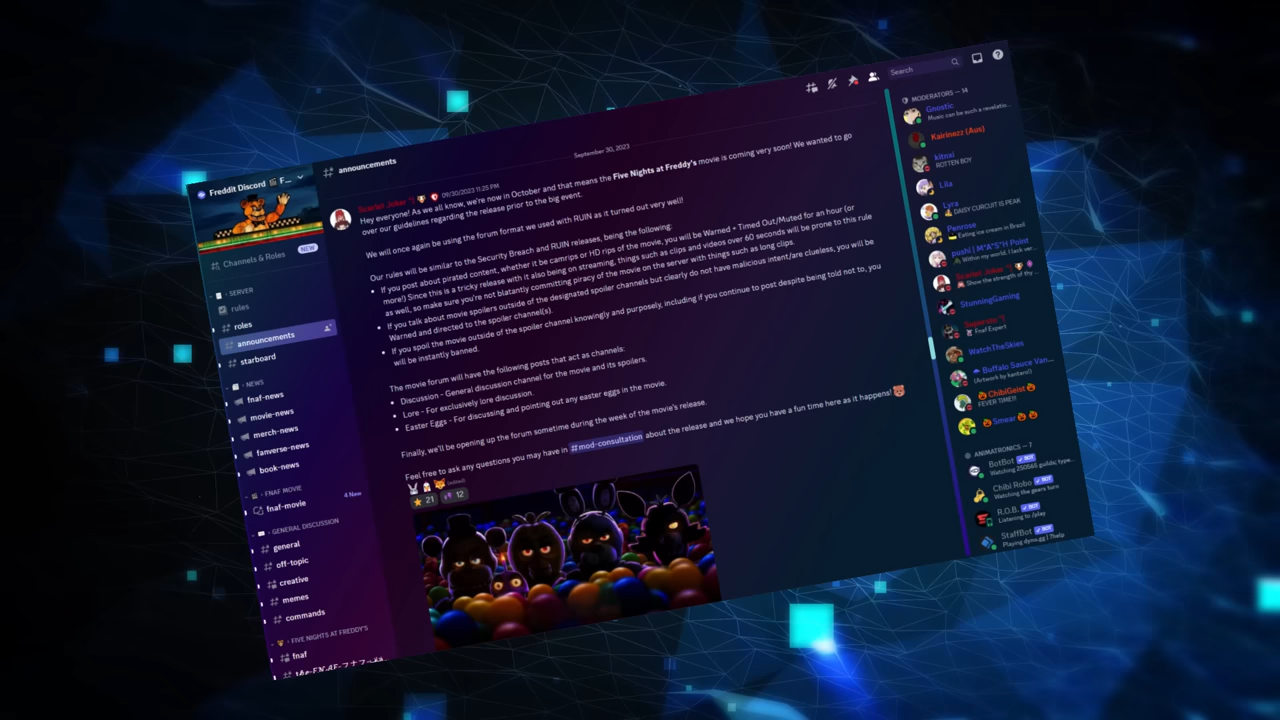 Freddit Discord
F...
Channels & Roles
NEW
SERVER
rules
roles
announcements
starboard
NEWS
fnaf-news
movie-news
merch-news
fanverse-news
book-news
FNAF MOVIE
fnaf-movie
4 New
GENERAL DISCUSSION
general
off-topic
creative
memes
commands
FIVE NIGHTS AT FREDDY'S
fnaf
announcements
Search
September 30, 2023
Scarlet Joker
09/30/2023 11:25 PM
Hey everyone! As we all know, we're now in October and that means the Five Nights at Freddy's movie is coming very soon! We wanted to go
over our guidelines regarding the release prior to the big event.
We will once again be using the forum format we used with RUIN as it turned out very well!
Our rules will be similar to the Security Breach and RUIN releases, being the following:
• If you post about pirated content, whether it be camrips or HD rips of the movie, you will be Warned + Timed Out/Muted for an hour (or
more!) Since this is a tricky release with it also being on streaming, things such as clips and videos over 60 seconds will be prone to this rule
as well, so make sure you're not blatantly committing piracy of the movie on the server with things such as long clips.
• If you talk about movie spoilers outside of the designated spoiler channels but clearly do not have malicious intent/are clueless, you will be
Warned and directed to the spoiler channel(s).
• If you spoil the movie outside of the spoiler channel knowingly and purposely, including if you continue to post despite being told not to, you
will be instantly banned.
The movie forum will have the following posts that act as channels:
• Discussion - General discussion channel for the movie and its spoilers.
• Lore - For exclusively lore discussion.
• Easter Eggs - For discussing and pointing out any easter eggs in the movie.
Finally, we'll be opening up the forum sometime during the week of the movie's release.
Feel free to ask any questions you may have in #mod-consultation about the release and we hope you have a fun time here as it happens!
(edited)
21
12
MODERATORS — 14
Gnostic
Music can be such a revelatio...
Kairinezz (Aus)
kitnxi
ROTTEN BOY
Lila
Lyra
DAISY CURCUIT IS PEAK
Penrose
Eating ice cream in Brazil
pushi | M*A*S*H Point
Within my world, I lack ver...
Scarlet Joker
Show the strength of thy...
StunningGaming
Fnaf Expert
WatchTheSkies
Buffalo Sauce Van...
(Artwork by kantaro!)
ChibiGeist
FEVER TIME!!!
Smear
ANIMATRONICS — 7
BotBot
BOT
Watching 250565 guilds; type...
Chibi Robo
BOT
Watching the gears turn
R.O.B.
BOT
Listening to /play
StaffBot
BOT
Playing dyno.gg | ?help